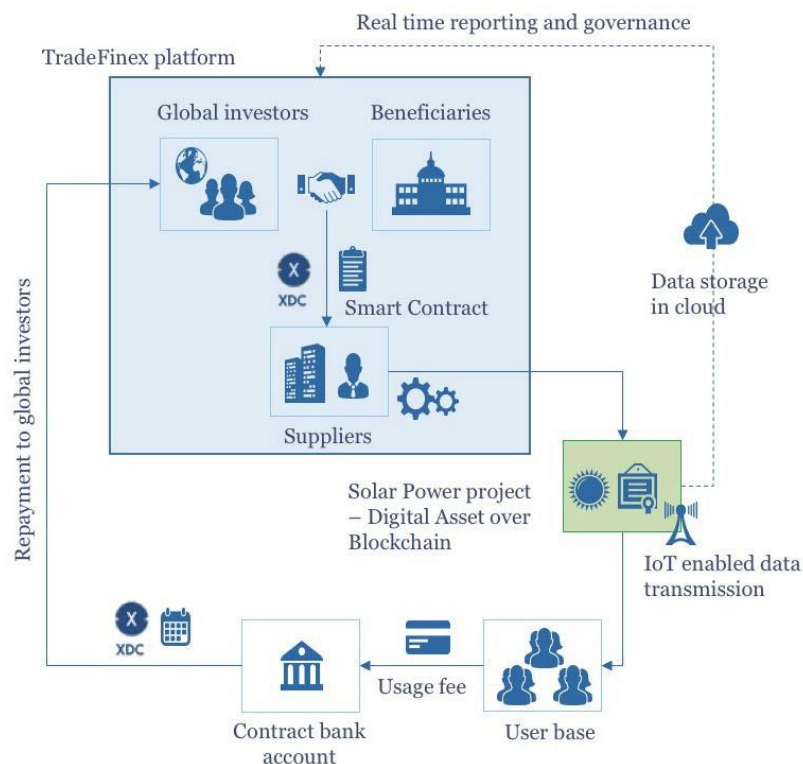 Real time reporting and governance
TradeFinex platform
Global investors
Beneficiaries
X
XDC
Smart Contract
Data storage
in cloud
Suppliers
Repayment to global investors
Solar Power project
– Digital Asset over
Blockchain
IoT enabled data
transmission
X
XDC
Usage fee
Contract bank
account
User base